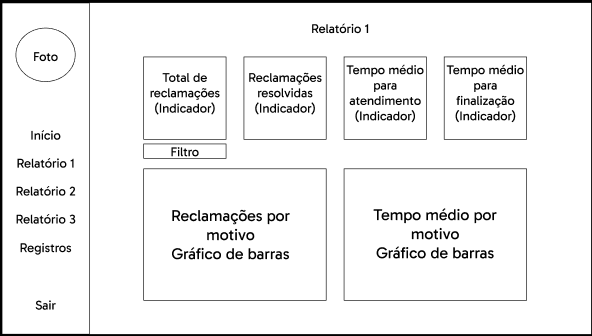 Foto
Início
Relatório 1
Relatório 2
Relatório 3
Registros
Sair
Relatório 1
Total de
reclamações
(Indicador)
Reclamações
resolvidas
(Indicador)
Tempo médio
para
atendimento
(Indicador)
Tempo médio
para
finalização
(Indicador)
Filtro
Reclamações por
motivo
Gráfico de barras
Tempo médio por
motivo
Gráfico de barras